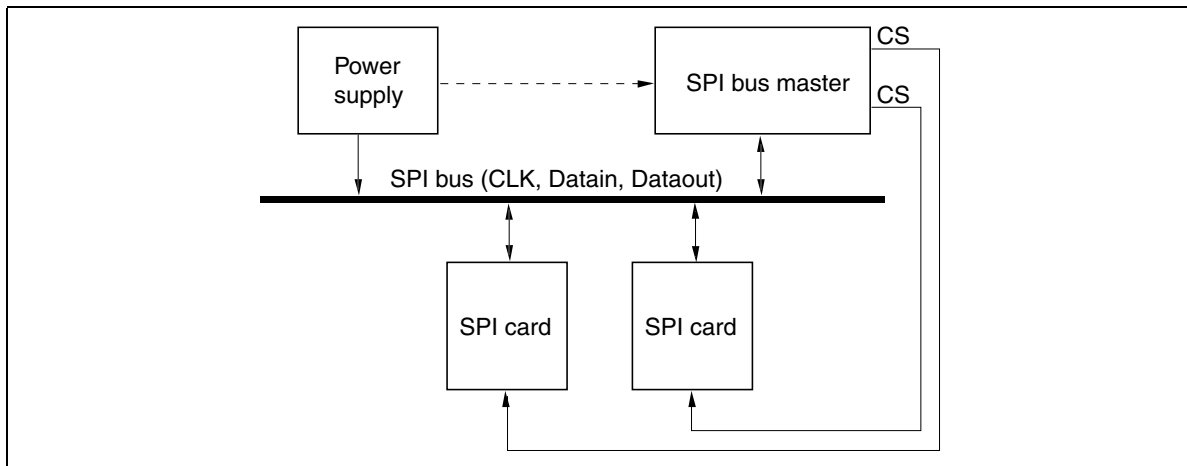 Power
supply
SPI bus master
CS
CS
SPI bus (CLK, Datain, Dataout)
SPI card
SPI card